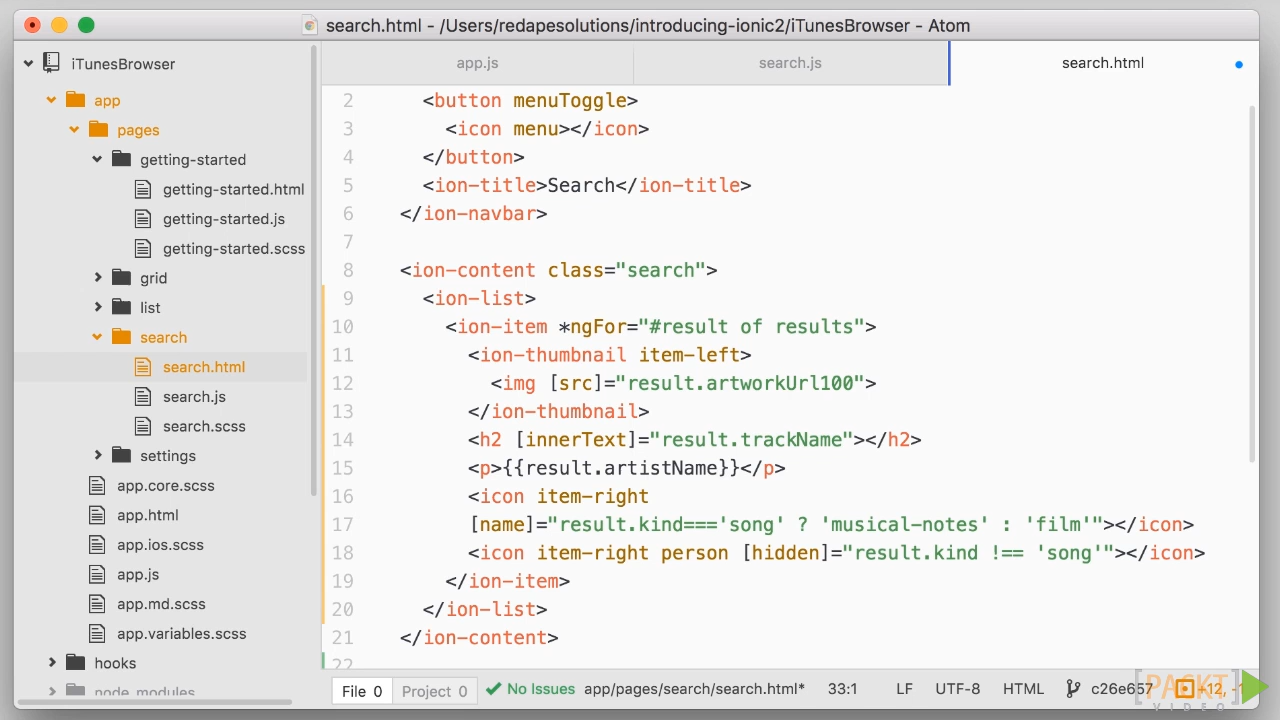 search.html - /Users/redapesolutions/introducing-ionic2/iTunesBrowser - Atom
iTunesBrowser
app
pages
getting-started
getting-started.html
getting-started.js
getting-started.scss
grid
list
search
search.html
search.js
search.scss
settings
app.core.scss
app.html
app.ios.scss
app.js
app.md.scss
app.variables.scss
hooks
node_modules
app.js search.js search.html
2 <button menuToggle>
3 <icon menu></icon>
4 </button>
5 <ion-title>Search</ion-title>
6 </ion-navbar>
7
8 <ion-content class="search">
9 <ion-list>
10 <ion-item *ngFor="#result of results">
11 <ion-thumbnail item-left>
12 <img [src]="result.artworkUrl100">
13 </ion-thumbnail>
14 <h2 [innerText]="result.trackName"></h2>
15 <p>{{result.artistName}}</p>
16 <icon item-right
17 [name]="result.kind==='song' ? 'musical-notes' : 'film'"></icon>
18 <icon item-right person [hidden]="result.kind !== 'song'"></icon>
19 </ion-item>
20 </ion-list>
21 </ion-content>
22
File 0 Project 0 No Issues app/pages/search/search.html* 33:1 LF UTF-8 HTML c26e657 +12, -1
PACKT
VIDEO